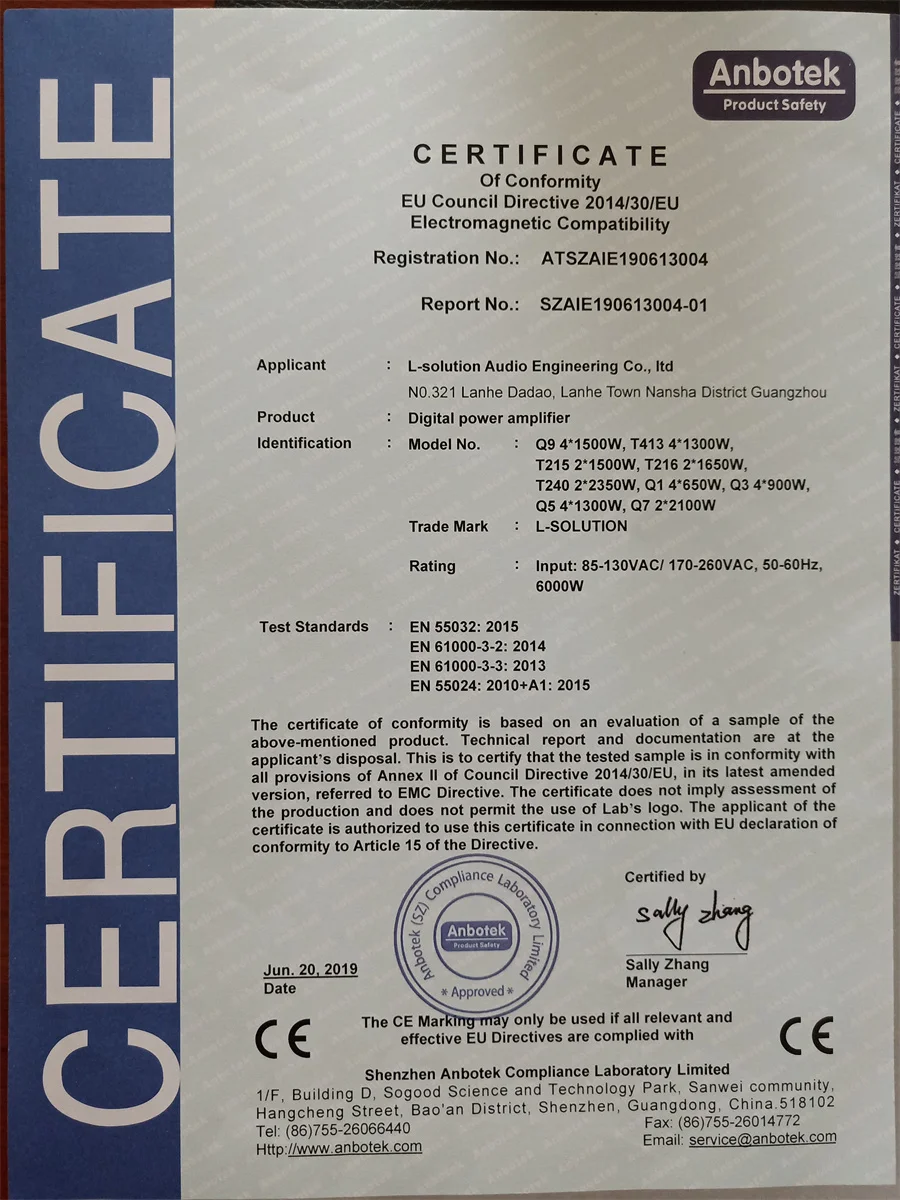 CERTIFICATE
Anbotek
Product Safety
CERTIFICATE
Of Conformity
EU Council Directive 2014/30/EU
Electromagnetic Compatibility
Registration No.: ATSZAIE190613004
Report No.: SZAIE190613004-01
Applicant : L-solution Audio Engineering Co., ltd
N0.321 Lanhe Dadao, Lanhe Town Nansha District Guangzhou
Product : Digital power amplifier
Identification : Model No. : Q9 4*1500W, T413 4*1300W,
T215 2*1500W, T216 2*1650W,
T240 2*2350W, Q1 4*650W, Q3 4*900W,
Q5 4*1300W, Q7 2*2100W
Trade Mark : L-SOLUTION
Rating : Input: 85-130VAC/ 170-260VAC, 50-60Hz,
6000W
Test Standards : EN 55032: 2015
EN 61000-3-2: 2014
EN 61000-3-3: 2013
EN 55024: 2010+A1: 2015
The certificate of conformity is based on an evaluation of a sample of the
above-mentioned product. Technical report and documentation are at the
applicant's disposal. This is to certify that the tested sample is in conformity with
all provisions of Annex II of Council Directive 2014/30/EU, in its latest amended
version, referred to EMC Directive. The certificate does not imply assessment of
the production and does not permit the use of Lab's logo. The applicant of the
certificate is authorized to use this certificate in connection with EU declaration of
conformity to Article 15 of the Directive.
Anbotek (SZ) Compliance Laboratory Limited
Anbotek
Product Safety
* Approved *
Certified by
Sally Zhang
Sally Zhang
Manager
Jun. 20, 2019
Date
CE
The CE Marking may only be used if all relevant and
effective EU Directives are complied with
CE
Shenzhen Anbotek Compliance Laboratory Limited
1/F, Building D, Sogood Science and Technology Park, Sanwei community,
Hangcheng Street, Bao'an District, Shenzhen, Guangdong, China.518102
Tel: (86)755-26066440 Fax: (86)755-26014772
Http://www.anbotek.com Email: service@anbotek.com